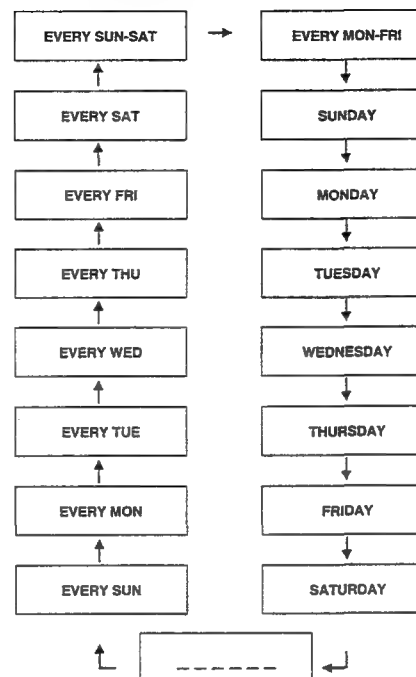 EVERY SUN-SAT
EVERY MON-FRI
EVERY SAT
SUNDAY
EVERY FRI
MONDAY
EVERY THU
TUESDAY
EVERY WED
WEDNESDAY
EVERY TUE
THURSDAY
EVERY MON
FRIDAY
EVERY SUN
SATURDAY
_ _ _ _ _ _